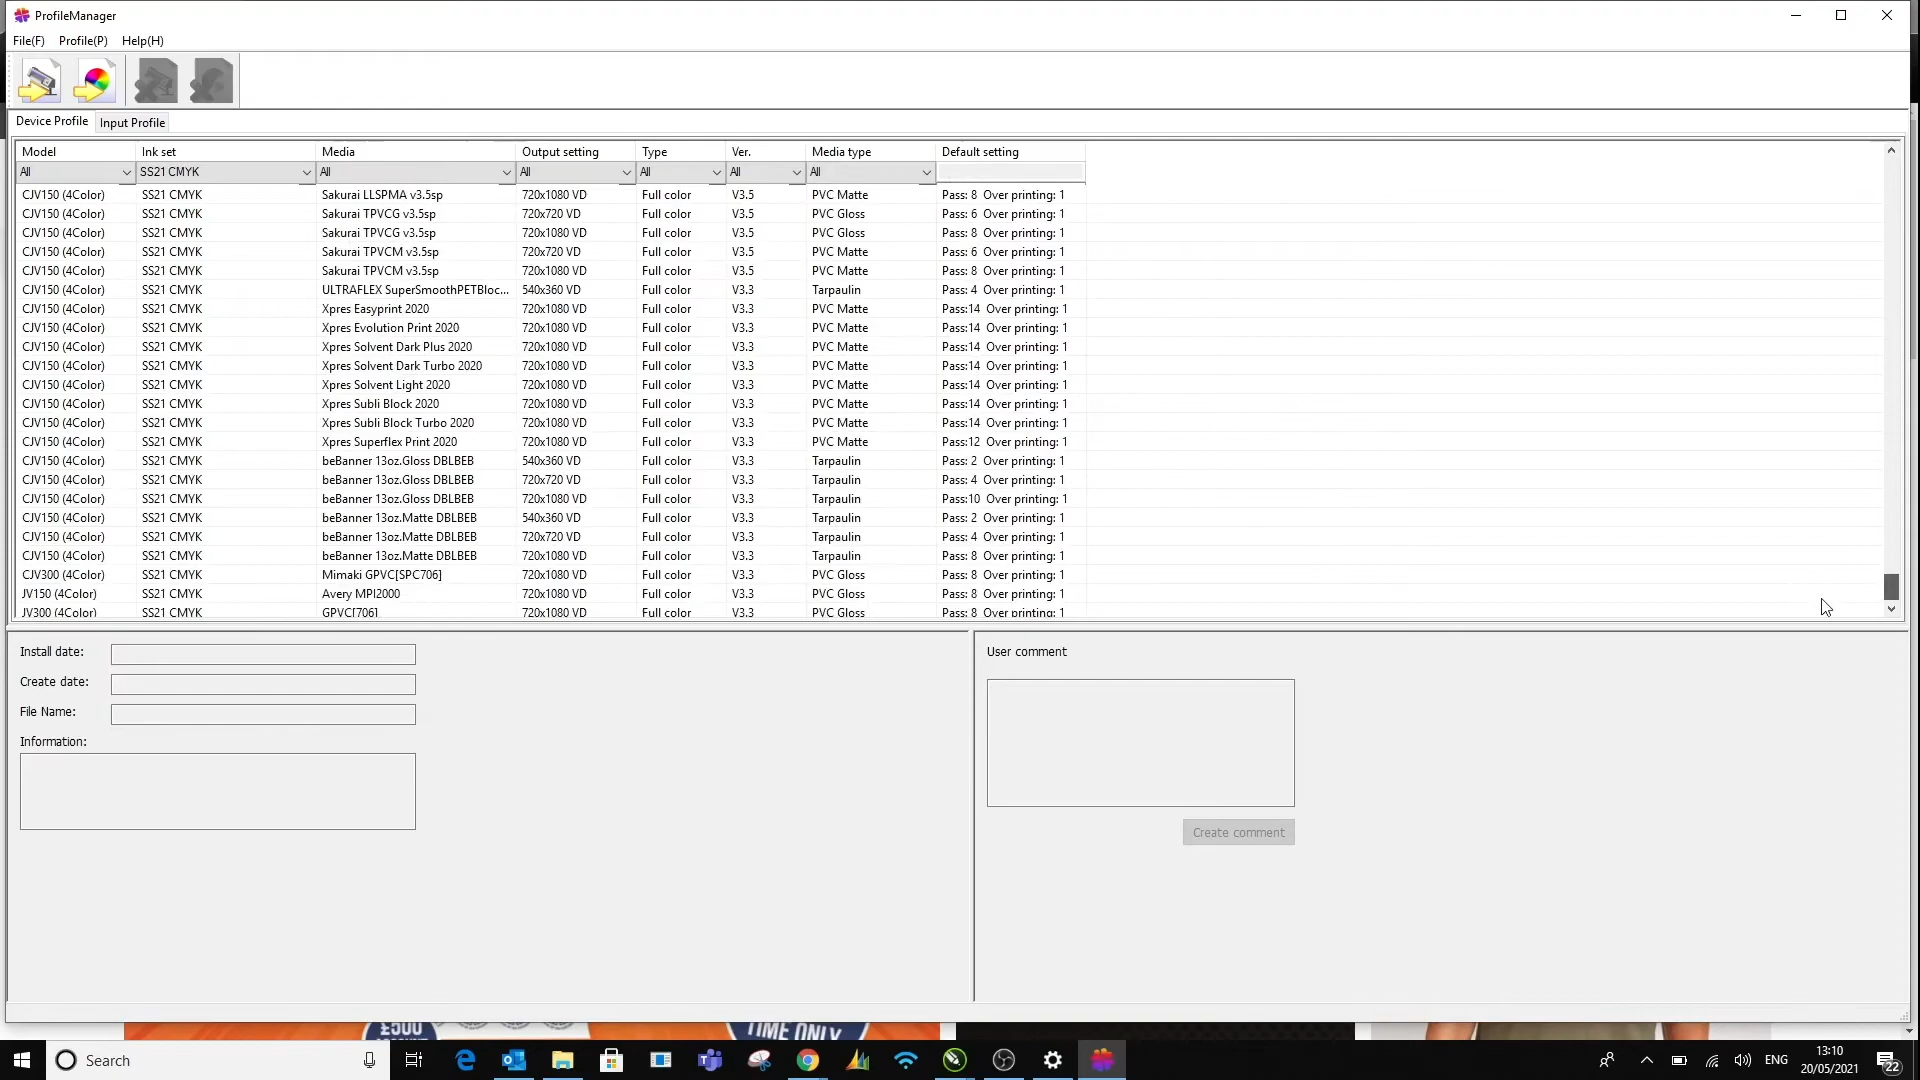 ProfileManager
File(F) Profile(P) Help(H)
Device Profile Input Profile
Model Ink set Media Output setting Type Ver. Media type Default setting
All SS21 CMYK All All All All All
CJV150 (4Color) SS21 CMYK Sakurai LLSPMA v3.5sp 720x1080 VD Full color V3.5 PVC Matte Pass: 8 Over printing: 1
CJV150 (4Color) SS21 CMYK Sakurai TPVCG v3.5sp 720x720 VD Full color V3.5 PVC Gloss Pass: 6 Over printing: 1
CJV150 (4Color) SS21 CMYK Sakurai TPVCG v3.5sp 720x1080 VD Full color V3.5 PVC Gloss Pass: 8 Over printing: 1
CJV150 (4Color) SS21 CMYK Sakurai TPVCM v3.5sp 720x720 VD Full color V3.5 PVC Matte Pass: 6 Over printing: 1
CJV150 (4Color) SS21 CMYK Sakurai TPVCM v3.5sp 720x1080 VD Full color V3.5 PVC Matte Pass: 8 Over printing: 1
CJV150 (4Color) SS21 CMYK ULTRAFLEX SuperSmoothPETBloc... 540x360 VD Full color V3.3 Tarpaulin Pass: 4 Over printing: 1
CJV150 (4Color) SS21 CMYK Xpres Easyprint 2020 720x1080 VD Full color V3.3 PVC Matte Pass:14 Over printing: 1
CJV150 (4Color) SS21 CMYK Xpres Evolution Print 2020 720x1080 VD Full color V3.3 PVC Matte Pass:14 Over printing: 1
CJV150 (4Color) SS21 CMYK Xpres Solvent Dark Plus 2020 720x1080 VD Full color V3.3 PVC Matte Pass:14 Over printing: 1
CJV150 (4Color) SS21 CMYK Xpres Solvent Dark Turbo 2020 720x1080 VD Full color V3.3 PVC Matte Pass:14 Over printing: 1
CJV150 (4Color) SS21 CMYK Xpres Solvent Light 2020 720x1080 VD Full color V3.3 PVC Matte Pass:14 Over printing: 1
CJV150 (4Color) SS21 CMYK Xpres Subli Block 2020 720x1080 VD Full color V3.3 PVC Matte Pass:14 Over printing: 1
CJV150 (4Color) SS21 CMYK Xpres Subli Block Turbo 2020 720x1080 VD Full color V3.3 PVC Matte Pass:14 Over printing: 1
CJV150 (4Color) SS21 CMYK Xpres Superflex Print 2020 720x1080 VD Full color V3.3 PVC Matte Pass:12 Over printing: 1
CJV150 (4Color) SS21 CMYK beBanner 13oz.Gloss DBLBEB 540x360 VD Full color V3.3 Tarpaulin Pass: 2 Over printing: 1
CJV150 (4Color) SS21 CMYK beBanner 13oz.Gloss DBLBEB 720x720 VD Full color V3.3 Tarpaulin Pass: 4 Over printing: 1
CJV150 (4Color) SS21 CMYK beBanner 13oz.Gloss DBLBEB 720x1080 VD Full color V3.3 Tarpaulin Pass:10 Over printing: 1
CJV150 (4Color) SS21 CMYK beBanner 13oz.Matte DBLBEB 540x360 VD Full color V3.3 Tarpaulin Pass: 2 Over printing: 1
CJV150 (4Color) SS21 CMYK beBanner 13oz.Matte DBLBEB 720x720 VD Full color V3.3 Tarpaulin Pass: 4 Over printing: 1
CJV150 (4Color) SS21 CMYK beBanner 13oz.Matte DBLBEB 720x1080 VD Full color V3.3 Tarpaulin Pass: 8 Over printing: 1
CJV300 (4Color) SS21 CMYK Mimaki GPVC[SPC706] 720x1080 VD Full color V3.3 PVC Gloss Pass: 8 Over printing: 1
JV150 (4Color) SS21 CMYK Avery MPI2000 720x1080 VD Full color V3.3 PVC Gloss Pass: 8 Over printing: 1
JV300 (4Color) SS21 CMYK GPVC[706] 720x1080 VD Full color V3.3 PVC Gloss Pass: 8 Over printing: 1
Install date:
Create date:
File Name:
Information:
User comment
Create comment
£500
TIME ONLY
Search
ENG
13:10
20/05/2021
22